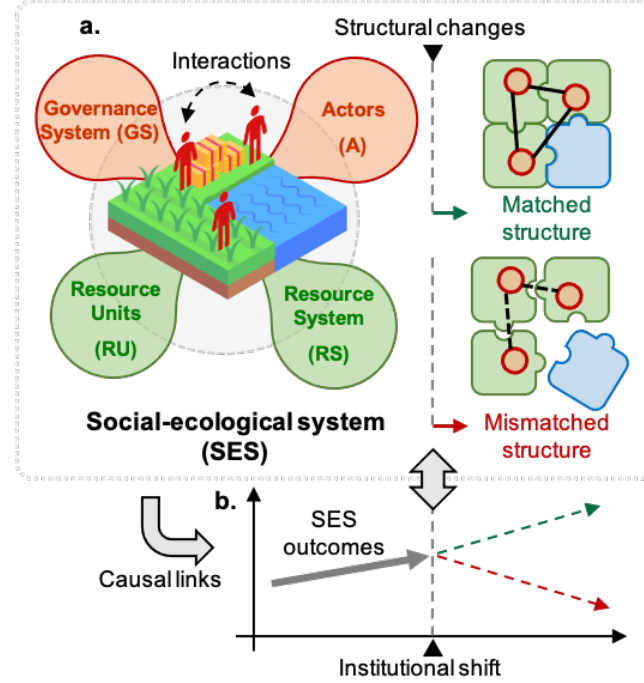 a.
Structural changes
Interactions
Governance
System (GS)
Actors
(A)
Matched
structure
Resource
Units
(RU)
Resource
System
(RS)
Social-ecological system
(SES)
Mismatched
structure
b.
SES
outcomes
Causal links
Institutional shift